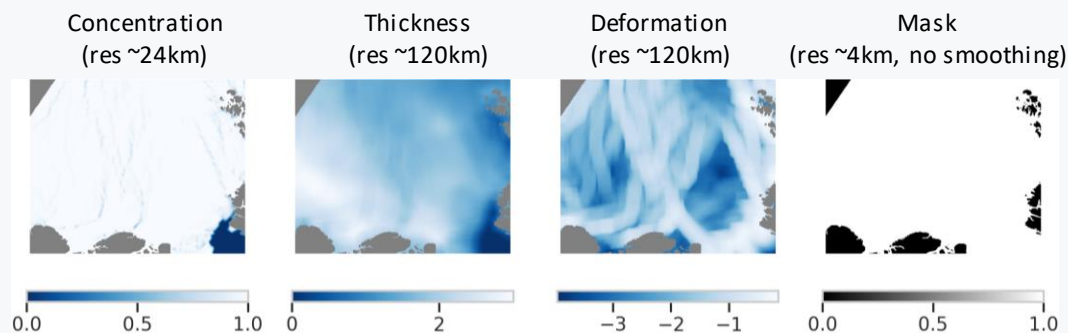 Concentration
(res ~24km)
Thickness
(res ~120km)
Deformation
(res ~120km)
Mask
(res ~4km, no smoothing)
0.0 0.5 1.0
0 2
−3 −2 −1
0.0 0.5 1.0